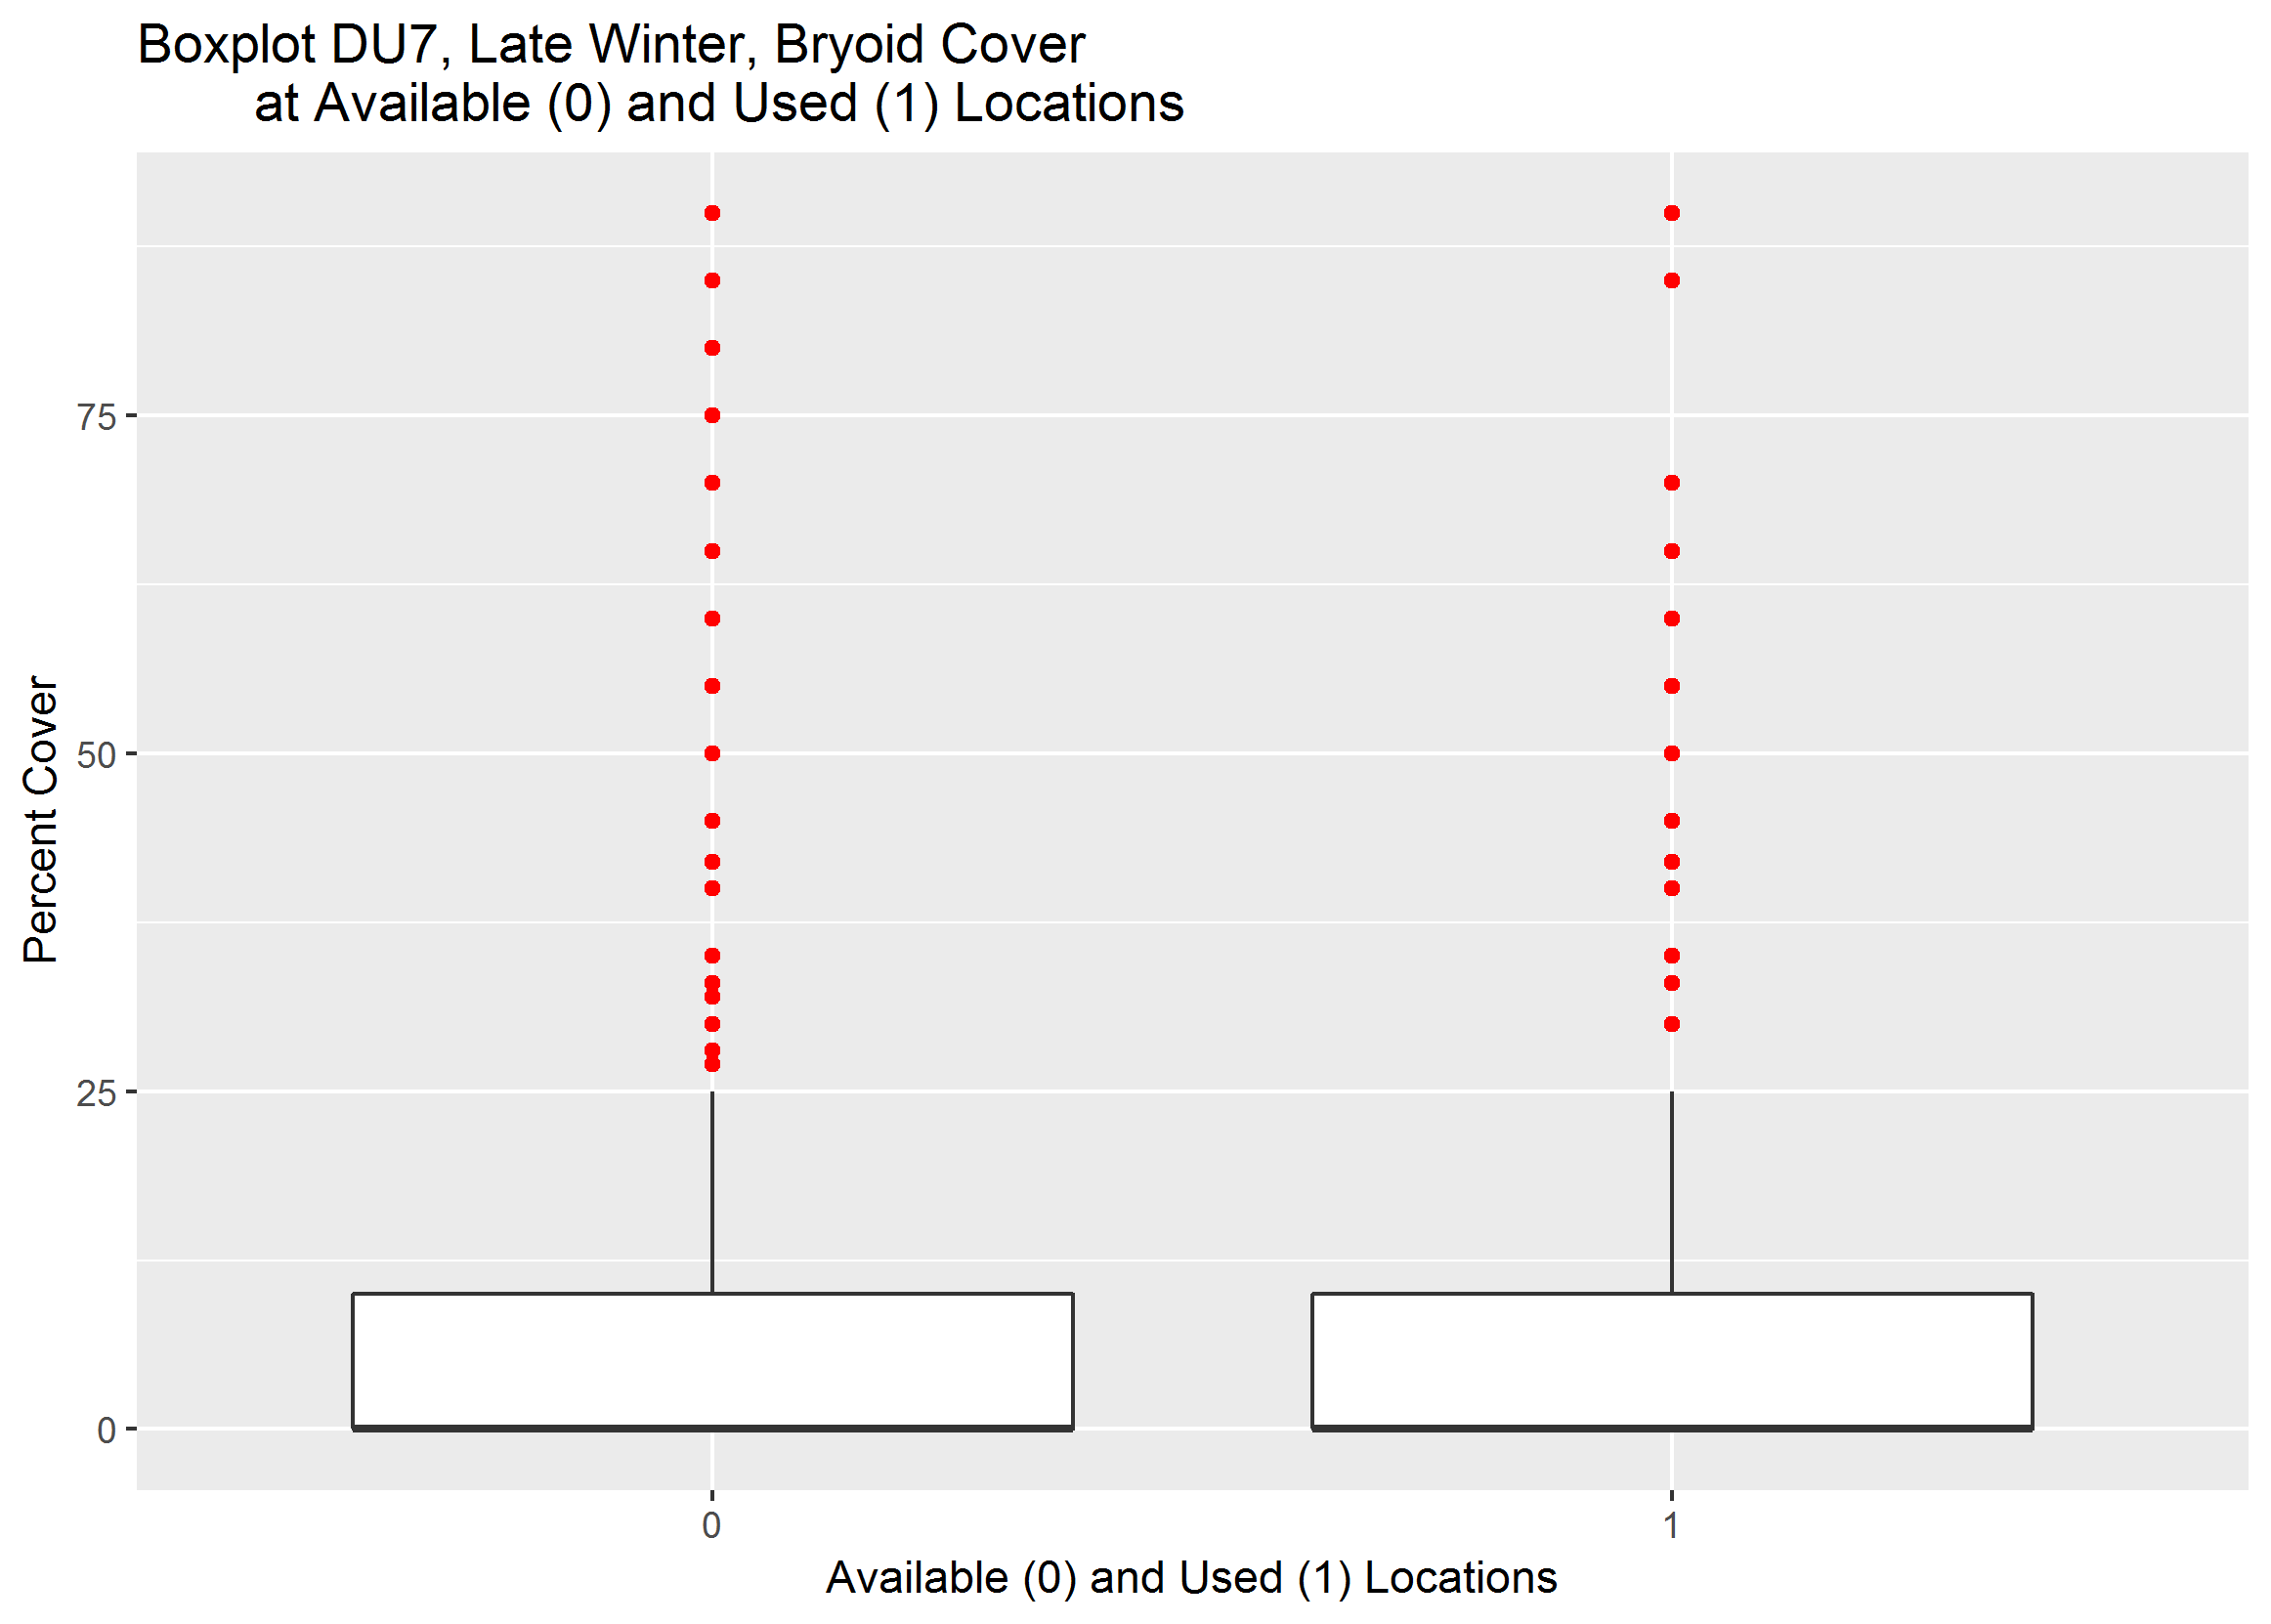 Boxplot DU7, Late Winter, Bryoid Cover
at Available (0) and Used (1) Locations
Percent Cover
75
50
25
0
0 1
Available (0) and Used (1) Locations